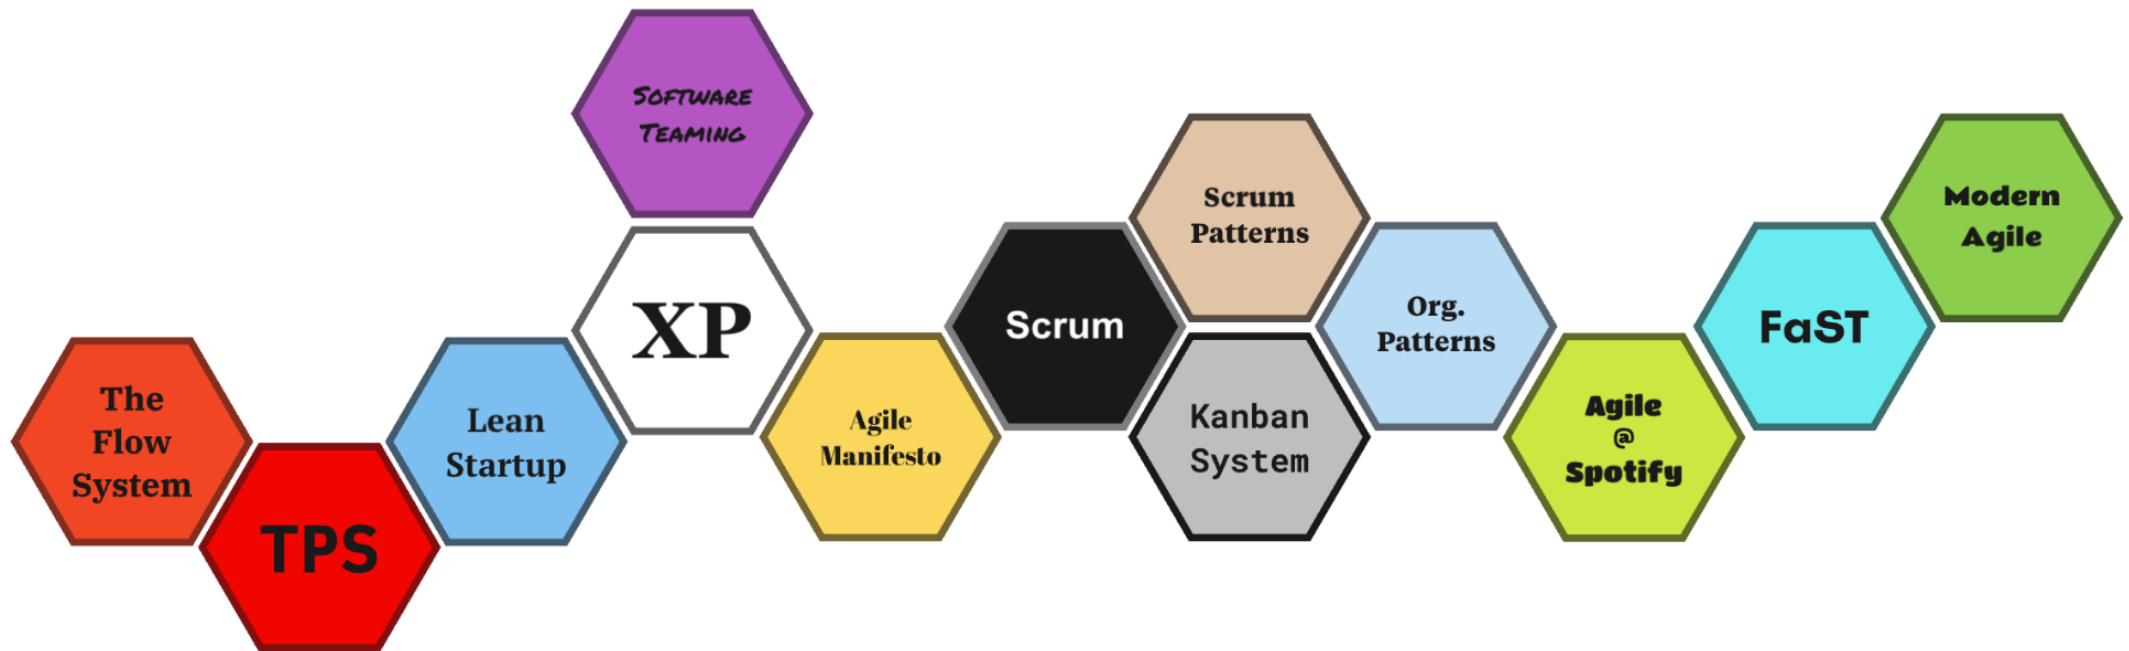 Software
Teaming
Scrum
Patterns
Modern
Agile
XP
Scrum
Org.
Patterns
FaST
The
Flow
System
Lean
Startup
Agile
Manifesto
Kanban
System
Agile
@
Spotify
TPS